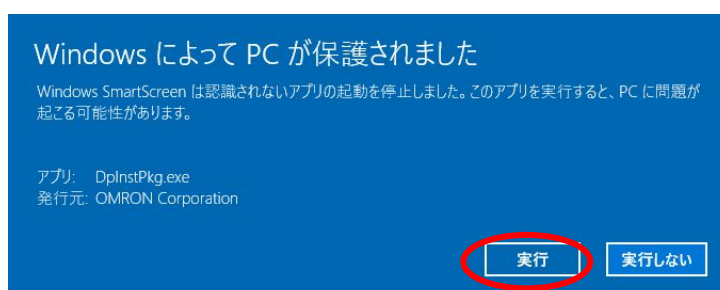 Windows によって PC が保護されました
Windows SmartScreen は認識されないアプリの起動を停止しました。このアプリを実行すると、PC に問題が
起こる可能性があります。
アプリ: DpInstPkg.exe
発行元: OMRON Corporation
実行 実行しない